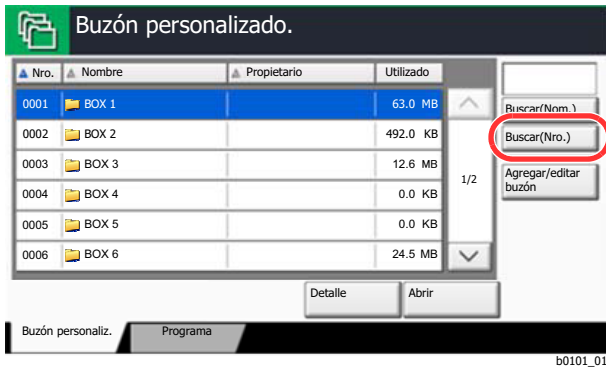 Buzón personalizado.
Nro. Nombre Propietario Utilizado
0001 BOX 1 63.0 MB
Buscar(Nom.)
0002 BOX 2 492.0 KB
Buscar(Nro.)
0003 BOX 3 12.6 MB
1/2
Agregar/editar
buzón
0004 BOX 4 0.0 KB
0005 BOX 5 0.0 KB
0006 BOX 6 24.5 MB
Detalle Abrir
Buzón personaliz. Programa
b0101_01